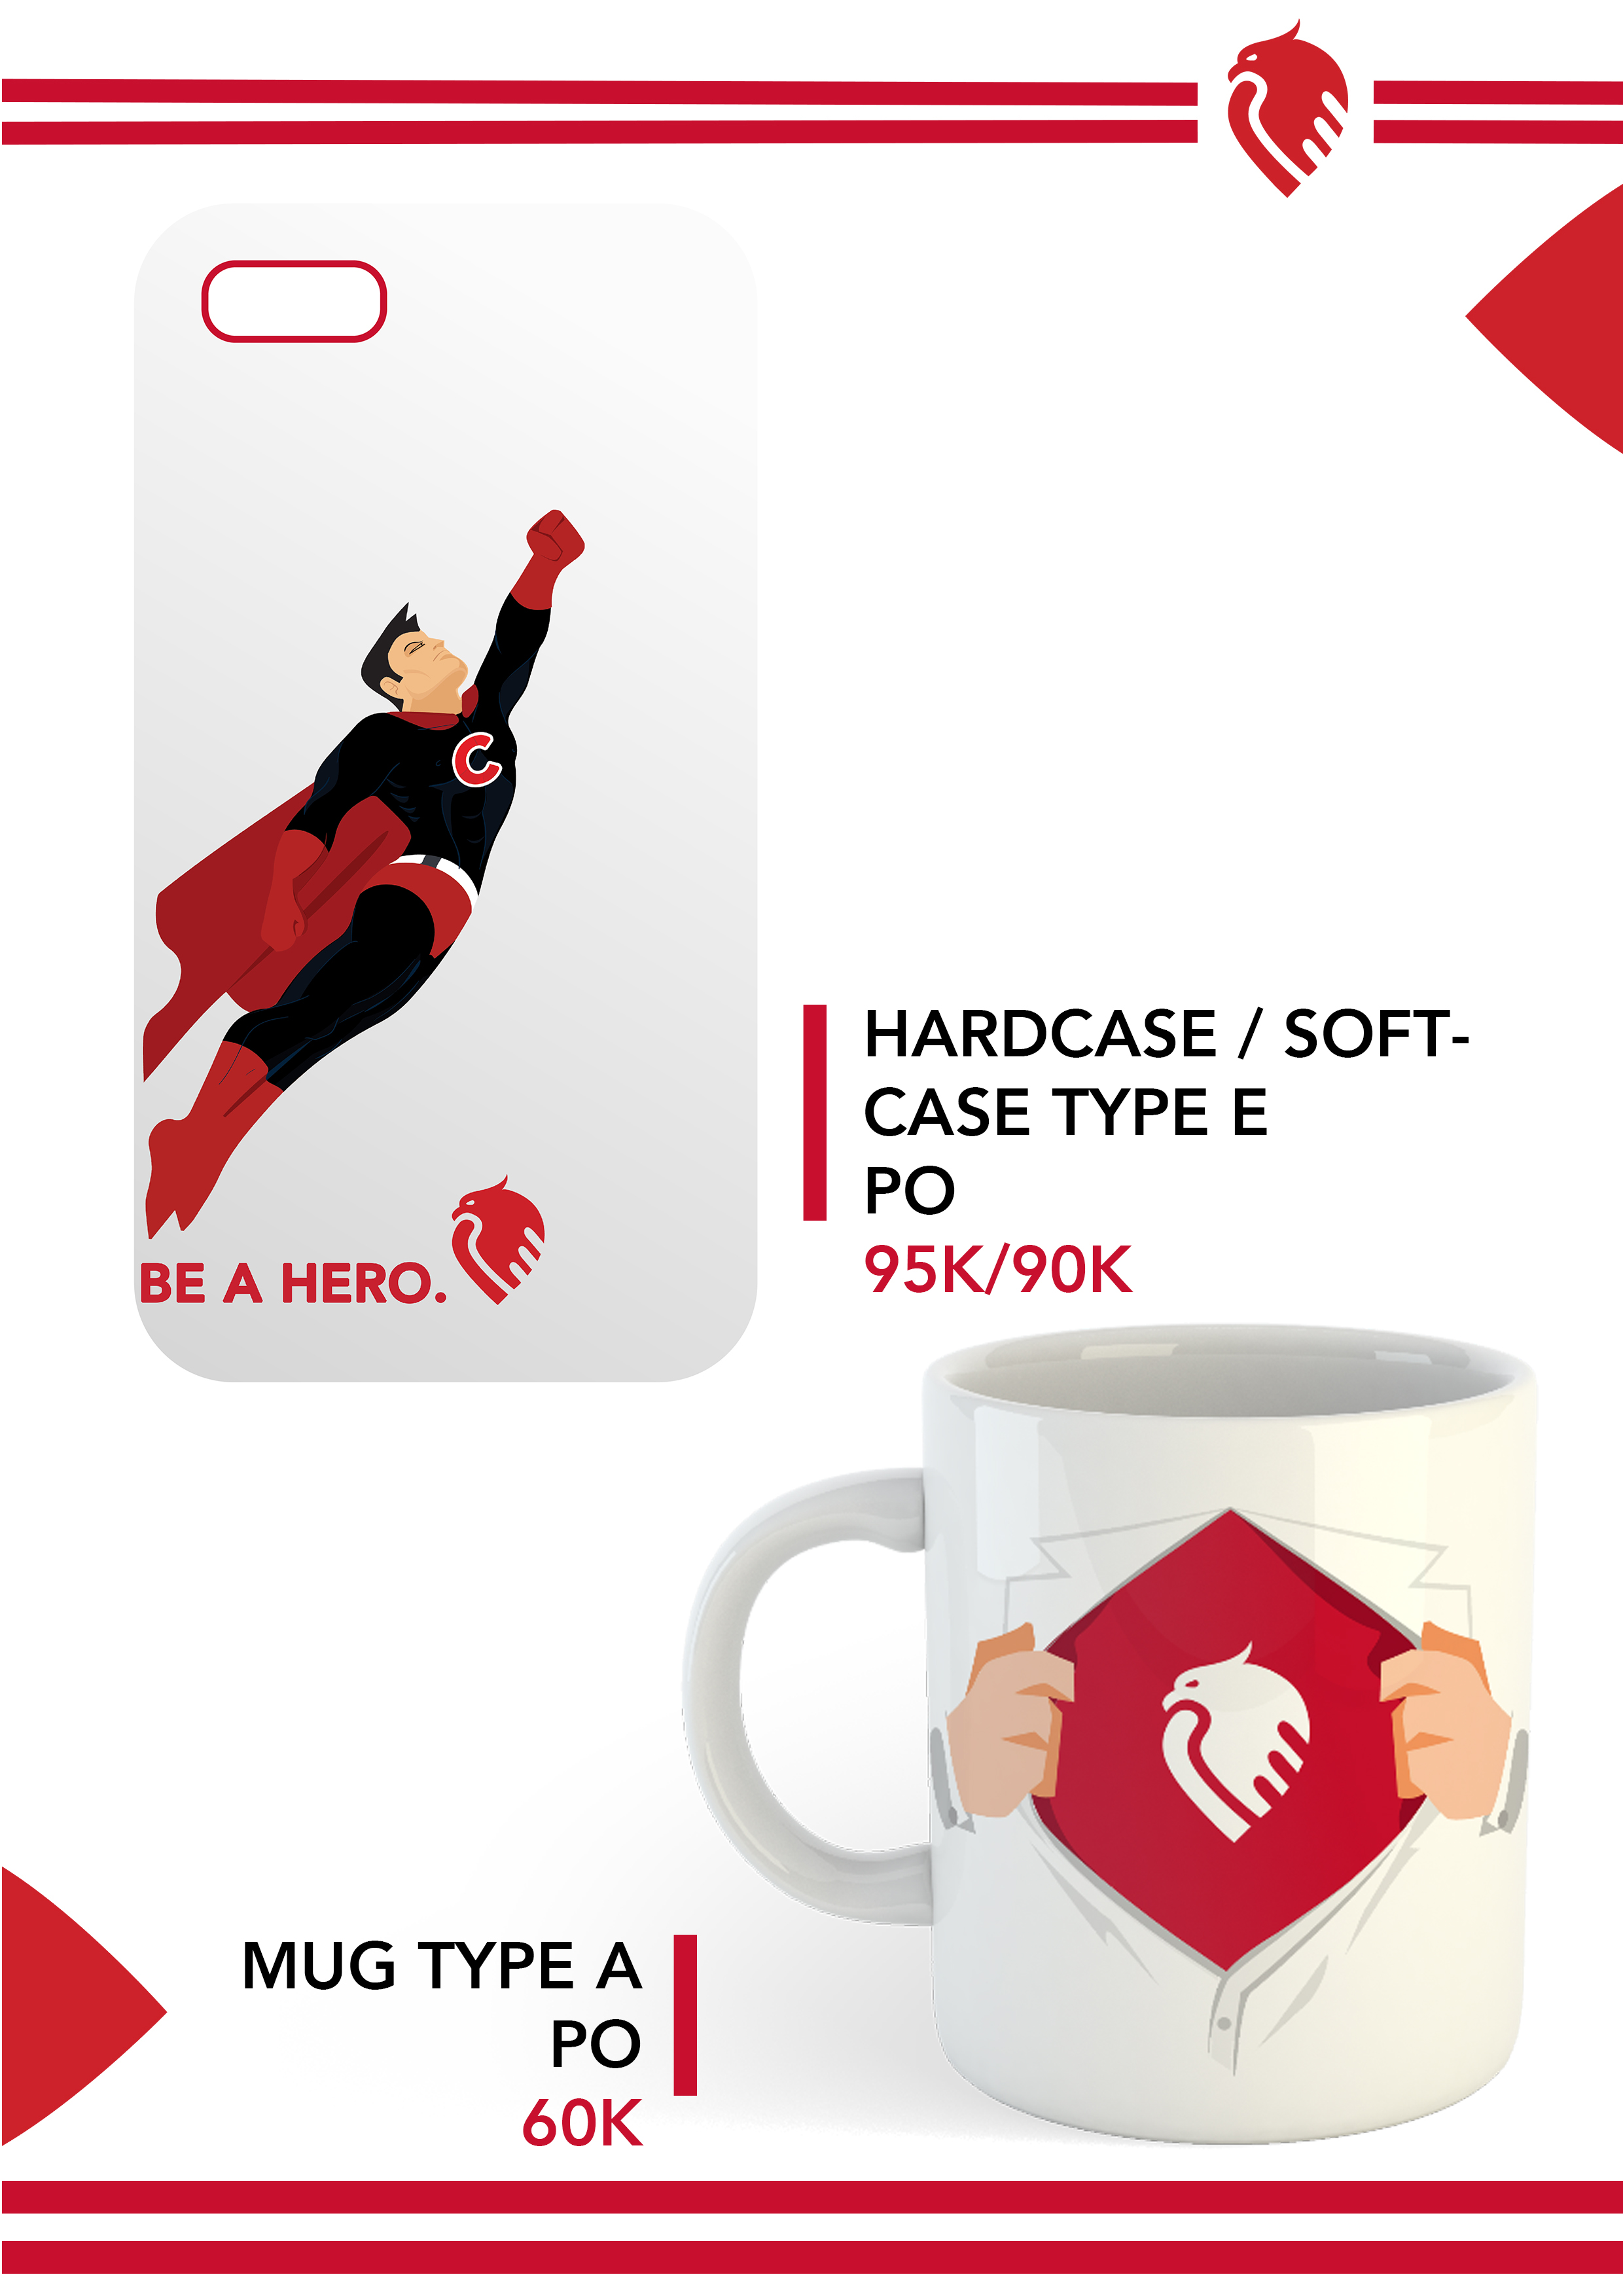 C
BE A HERO.
HARDCASE / SOFT-
CASE TYPE E
PO
95K/90K
MUG TYPE A
PO
60K